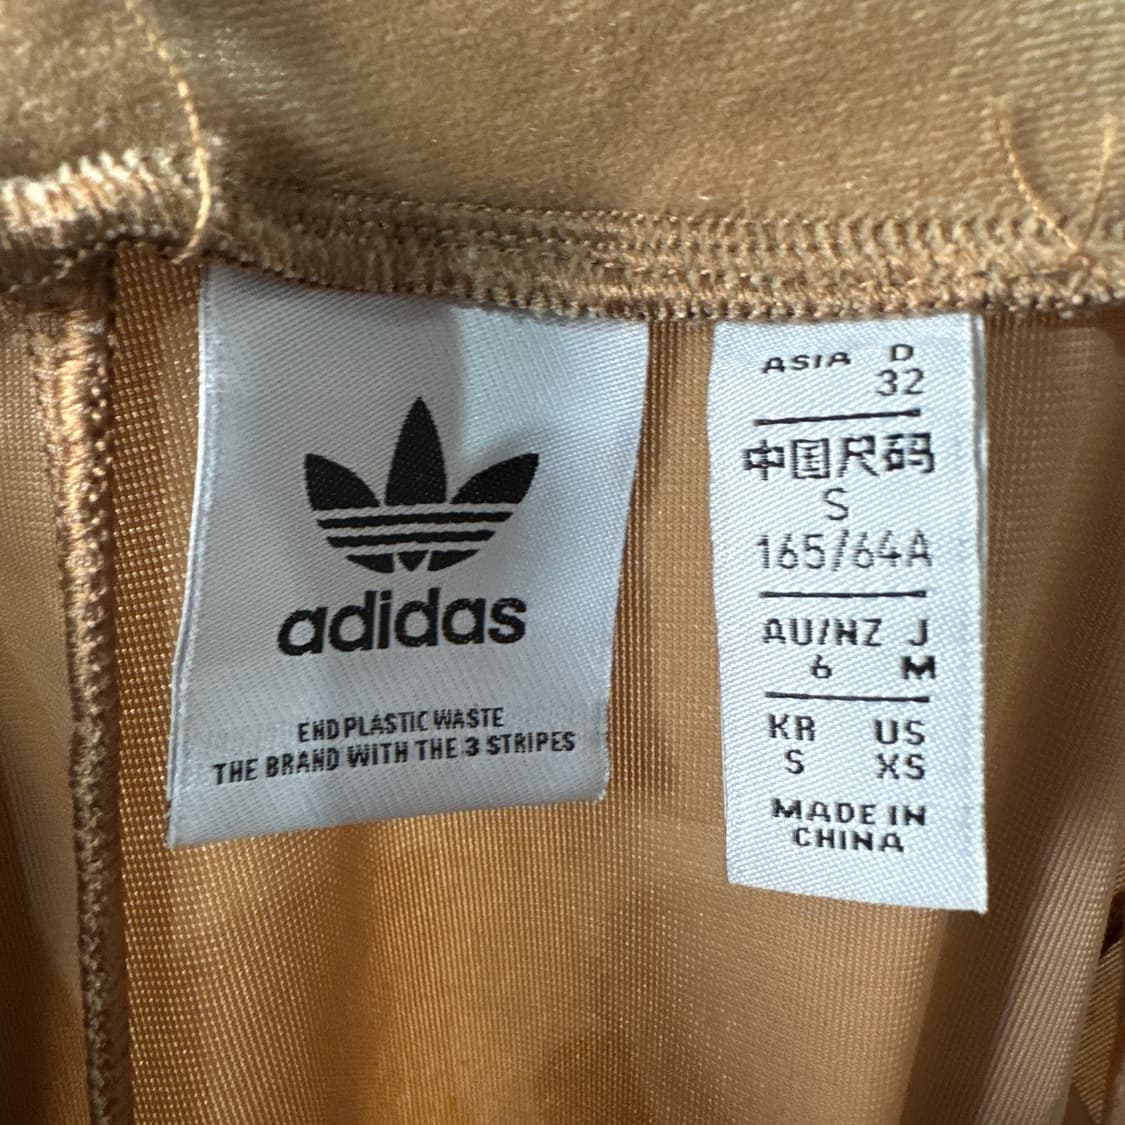 adidas
END PLASTIC WASTE
THE BRAND WITH THE 3 STRIPES
ASIA D
32
中国尺码
S
165/64A
AU/NZ J
6 M
KR US
S XS
MADE IN
CHINA